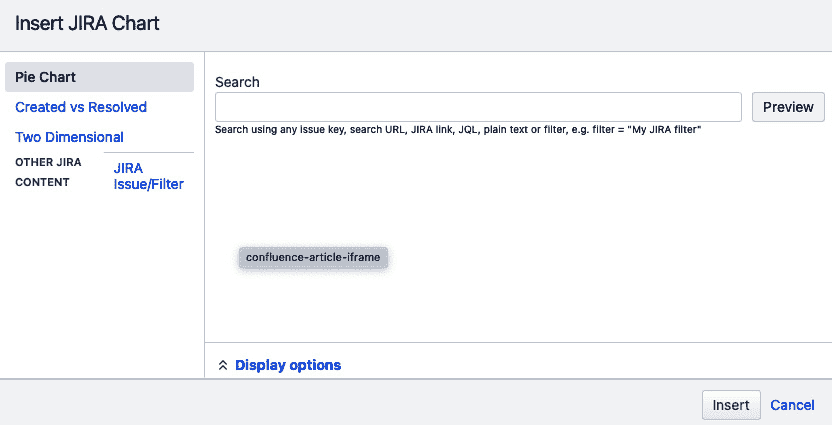 Insert JIRA Chart
Pie Chart
Created vs Resolved
Two Dimensional
OTHER JIRA
CONTENT
JIRA
Issue/Filter
Search
Preview
Search using any issue key, search URL, JIRA link, JQL, plain text or filter, e.g. filter = "My JIRA filter"
confluence-article-iframe
Display options
Insert
Cancel